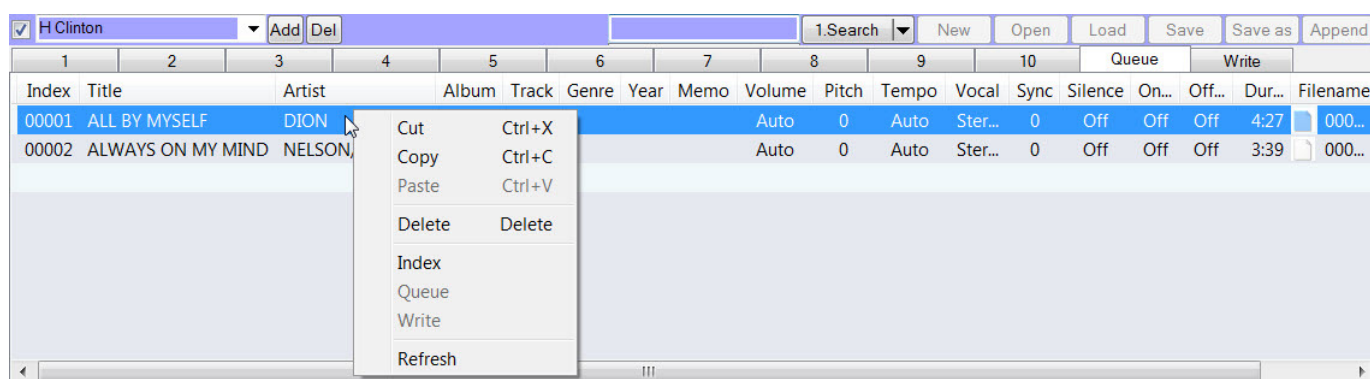 H Clinton Add Del 1.Search New Open Load Save Save as Append
1 2 3 4 5 6 7 8 9 10 Queue Write
Index Title Artist Album Track Genre Year Memo Volume Pitch Tempo Vocal Sync Silence On... Off... Dur... Filename
00001 ALL BY MYSELF DION Auto 0 Auto Ster... 0 Off Off Off 4:27 000...
00002 ALWAYS ON MY MIND NELSON, Auto 0 Auto Ster... 0 Off Off Off 3:39 000...
Cut Ctrl+X
Copy Ctrl+C
Paste Ctrl+V
Delete Delete
Index
Queue
Write
Refresh